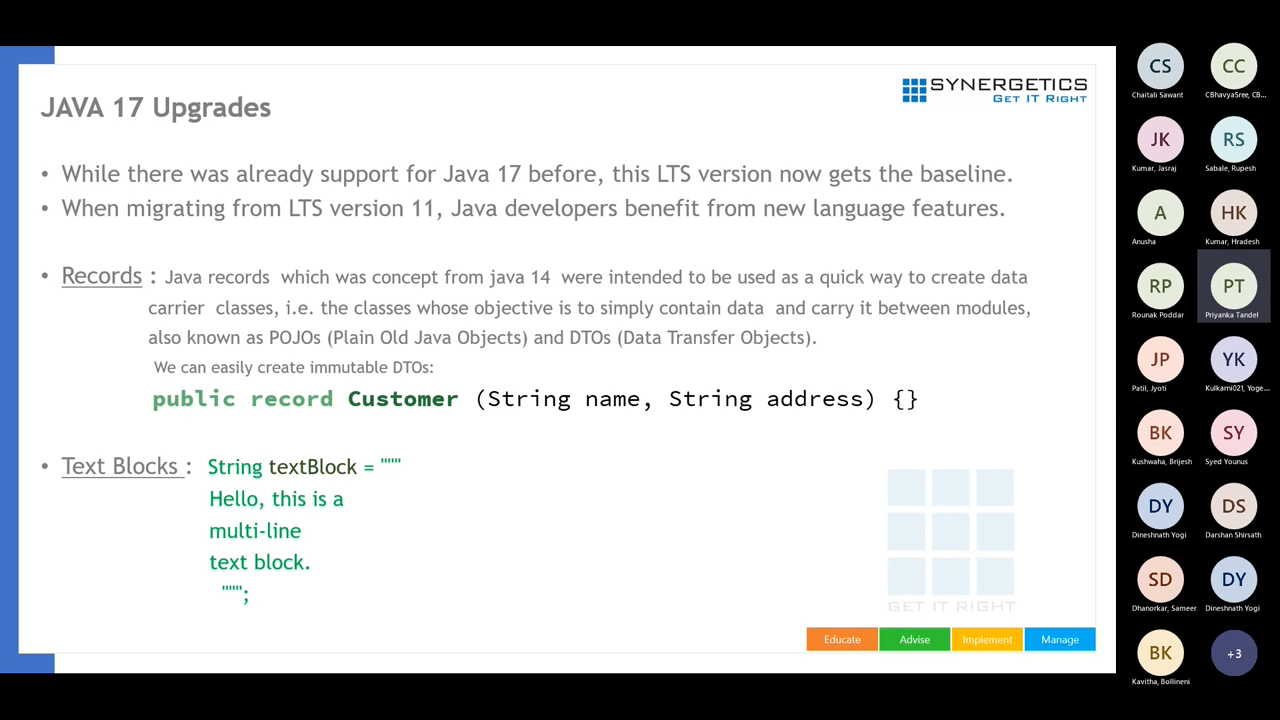 JAVA 17 Upgrades
SYNERGETICS
GET IT RIGHT
• While there was already support for Java 17 before, this LTS version now gets the baseline.
• When migrating from LTS version 11, Java developers benefit from new language features.
• Records : Java records which was concept from java 14 were intended to be used as a quick way to create data
carrier classes, i.e. the classes whose objective is to simply contain data and carry it between modules,
also known as POJOs (Plain Old Java Objects) and DTOs (Data Transfer Objects).
We can easily create immutable DTOs:
public record Customer (String name, String address) {}
• Text Blocks : String textBlock = """
Hello, this is a
multi-line
text block.
""";
GET IT RIGHT
Educate Advise Implement Manage
CS CC
Chaitali Sawant CBhavyaSree, CB...
JK RS
Kumar, Jasraj Sabale, Rupesh
A HK
Anusha Kumar, Hradesh
RP PT
Rounak Poddar Priyanka Tandel
JP YK
Patil, Jyoti Kulkarni021, Yoge...
BK SY
Kushwaha, Brijesh Syed Younus
DY DS
Dineshnath Yogi Darshan Shirsath
SD DY
Dhanorkar, Sameer Dineshnath Yogi
BK +3
Kavitha, Bollineni